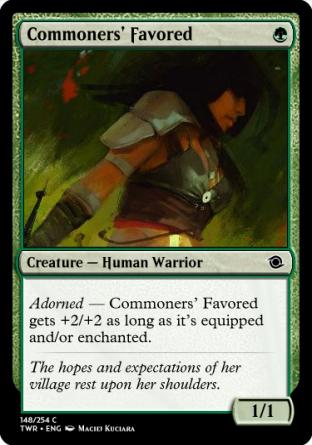 Commoners' Favored
Creature — Human Warrior
Adorned — Commoners' Favored
gets +2/+2 as long as it's equipped
and/or enchanted.
The hopes and expectations of her
village rest upon her shoulders.
1/1
148/254 C
TWR • ENG Maciej Kuciara